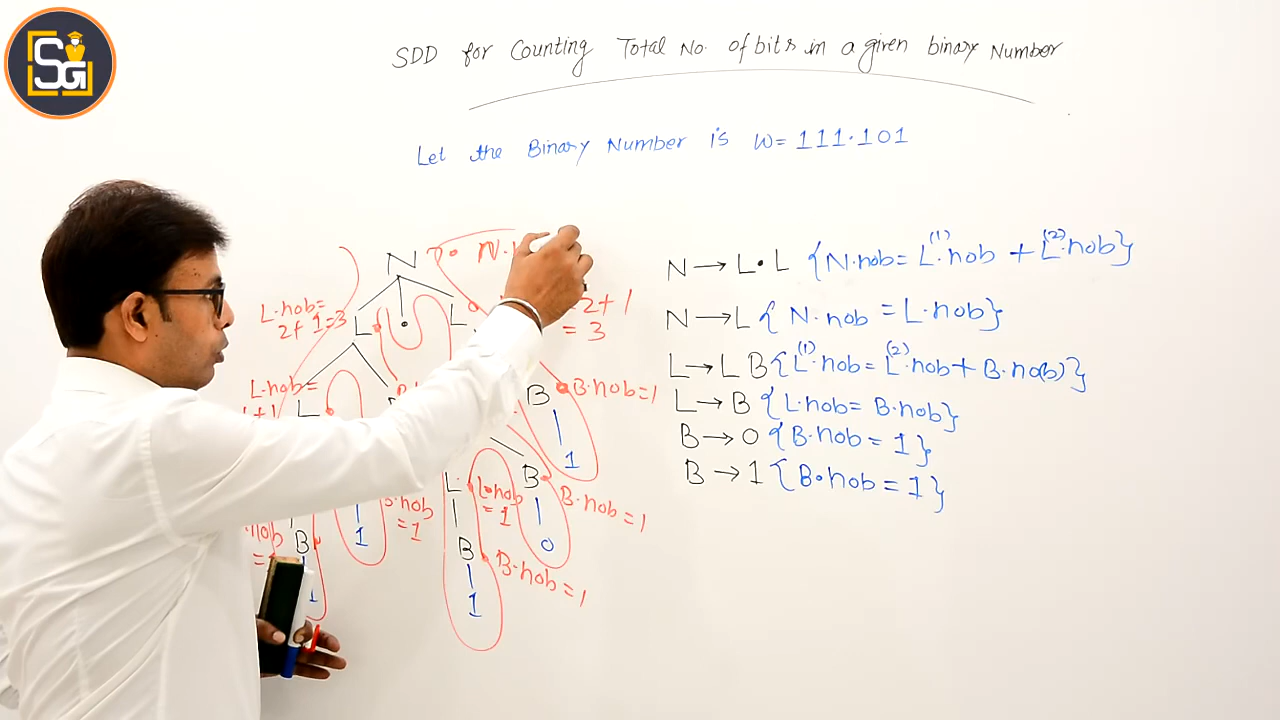 SG
SDD for Counting Total No. of bits in a given binary Number
Let the Binary Number is w = 111.101
N → L.L {N.nob = L.nob(1) + L.nob(2)}
N → L {N.nob = L.nob}
L → L B {L.nob(1) = L.nob(2) + B.no(b)}
L → B {L.nob = B.nob}
B → 0 {B.nob = 1}
B → 1 {B.nob = 1}
N N.
L.nob=
2+1=3
L . L
=2+1
= 3
L.nob=
L
1+1
B B.nob=1
1
L L.nob
=1
B B.nob=1
0
B.nob
=1
1
B
1
B B.nob=1
1